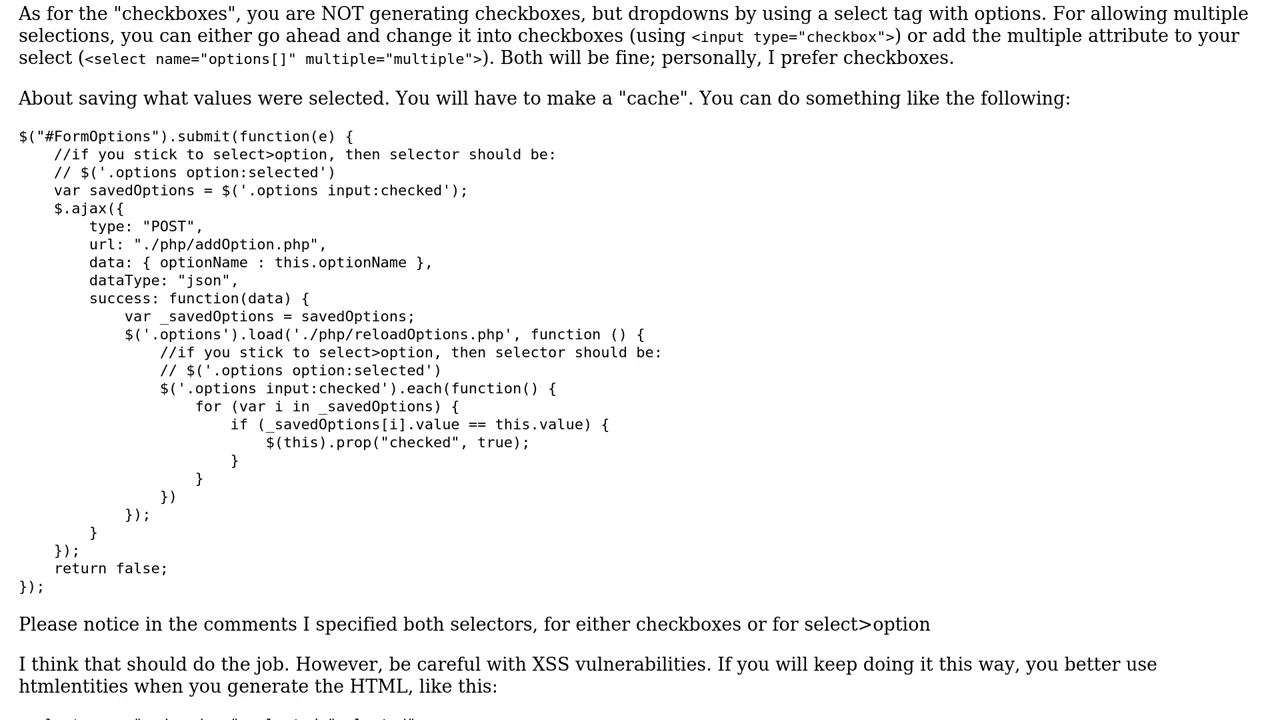 As for the "checkboxes", you are NOT generating checkboxes, but dropdowns by using a select tag with options. For allowing multiple
selections, you can either go ahead and change it into checkboxes (using <input type="checkbox">) or add the multiple attribute to your
select (<select name="options[]" multiple="multiple">). Both will be fine; personally, I prefer checkboxes.
About saving what values were selected. You will have to make a "cache". You can do something like the following:
$("#FormOptions").submit(function(e) {
    //if you stick to select>option, then selector should be:
    // $('.options option:selected')
    var savedOptions = $('.options input:checked');
    $.ajax({
        type: "POST",
        url: "./php/addOption.php",
        data: { optionName : this.optionName },
        dataType: "json",
        success: function(data) {
            var _savedOptions = savedOptions;
            $('.options').load('./php/reloadOptions.php', function () {
                //if you stick to select>option, then selector should be:
                // $('.options option:selected')
                $('.options input:checked').each(function() {
                    for (var i in _savedOptions) {
                        if (_savedOptions[i].value == this.value) {
                            $(this).prop("checked", true);
                        }
                    }
                })
            });
        }
    });
    return false;
});
Please notice in the comments I specified both selectors, for either checkboxes or for select>option
I think that should do the job. However, be careful with XSS vulnerabilities. If you will keep doing it this way, you better use
htmlentities when you generate the HTML, like this: